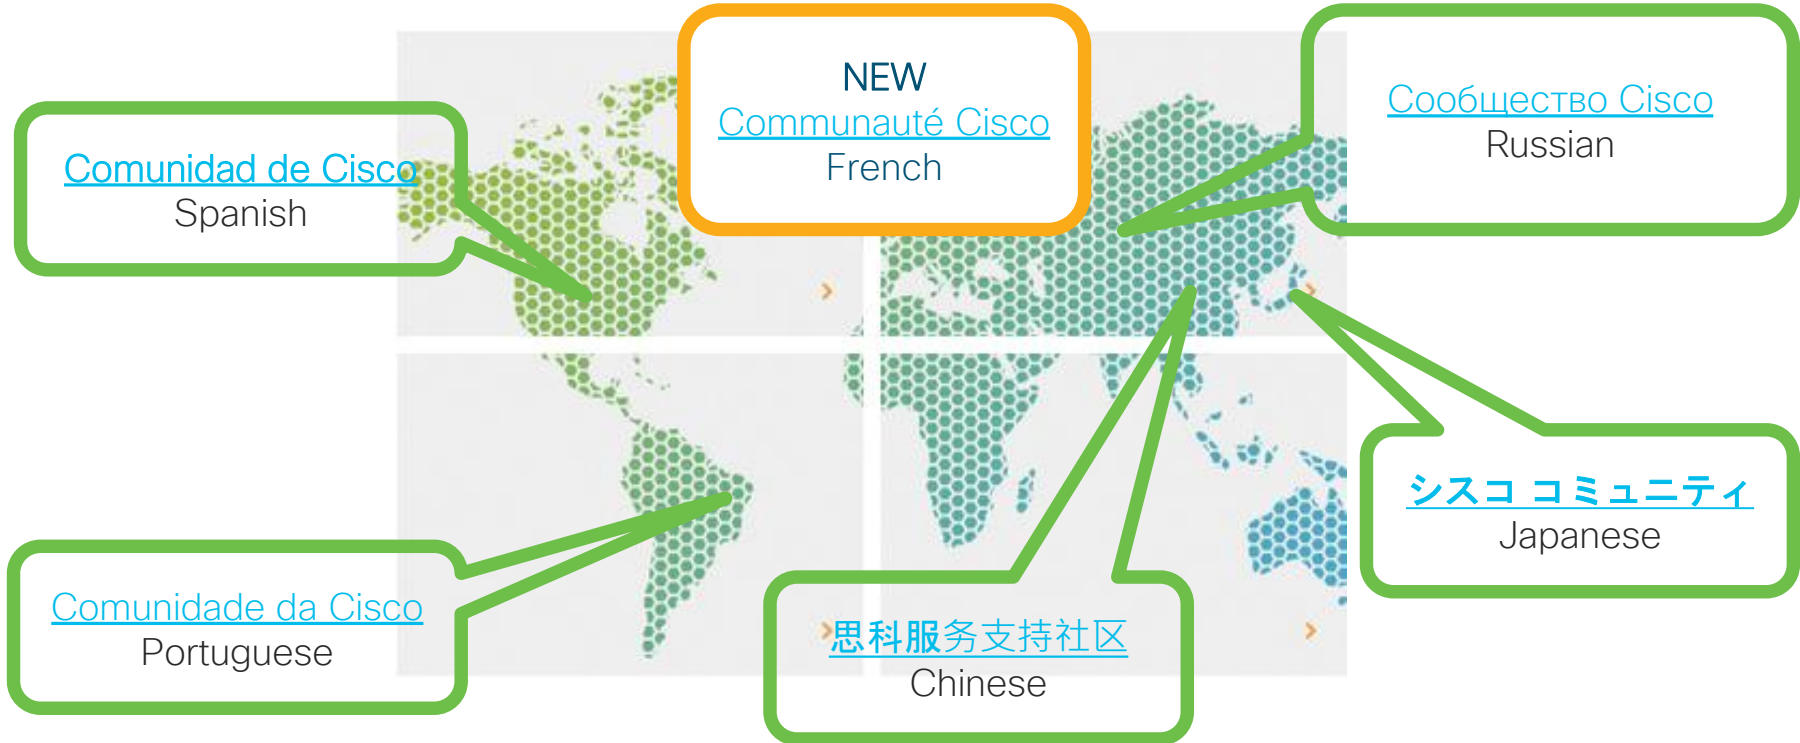 NEW
Communauté Cisco
French
Сообщество Cisco
Russian
Comunidad de Cisco
Spanish
シスコ コミュニティ
Japanese
Comunidade da Cisco
Portuguese
思科服务支持社区
Chinese